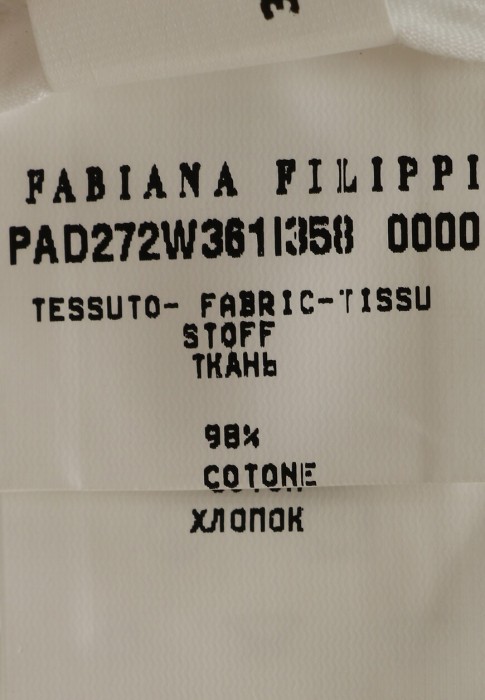 FABIANA FILIPPI
PAD272W361I358 0000
TESSUTO- FABRIC-TISSU
STOFF
ТКАНЬ
98%
COTONE
ХЛОПОК